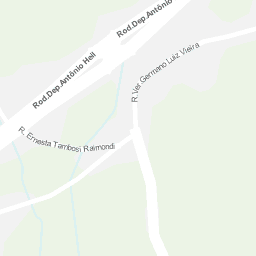 Rod.Dep.Antônio
Rod.Dep.Antônio Heil
R.Ver.Germano Luiz Vieira
R. Ernesta Tambosi Raimondi